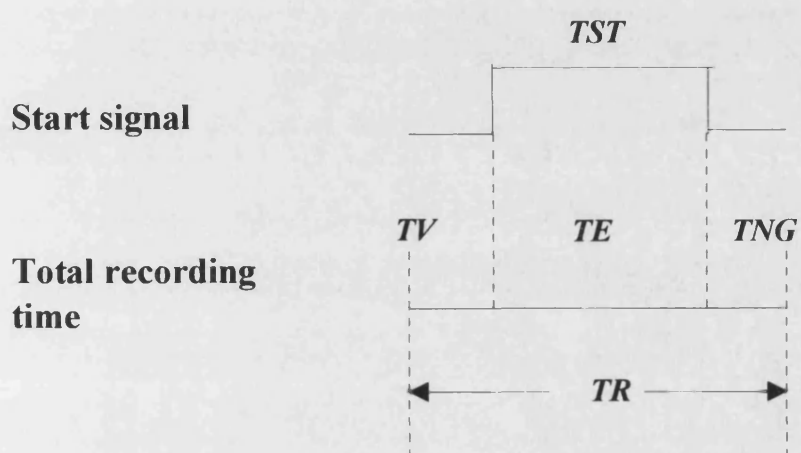 TST
Start signal
TV TE TNG
Total recording
time
TR